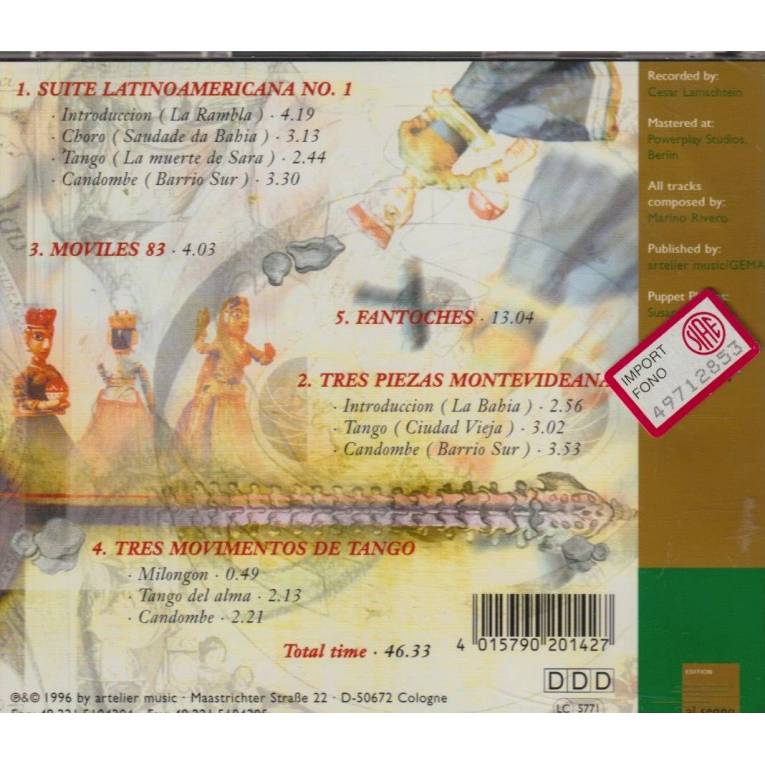 1. SUITE LATINOAMERICANA NO. 1
· Introduccion ( La Rambla ) · 4.19
· Choro ( Saudade da Bahia ) · 3.13
· Tango ( La muerte de Sara ) · 2.44
· Candombe ( Barrio Sur ) · 3.30
3. MOVILES 83 · 4.03
5. FANTOCHES · 13.04
2. TRES PIEZAS MONTEVIDEANA
· Introduccion ( La Bahia ) · 2.56
· Tango ( Ciudad Vieja ) · 3.02
· Candombe ( Barrio Sur ) · 3.53
4. TRES MOVIMENTOS DE TANGO
· Milongon · 0.49
· Tango del alma · 2.13
· Candombe · 2.21
Total time · 46.33
4 015790 201427
DDD
LC 5771
℗&© 1996 by artelier music · Maastrichter Straße 22 · D-50672 Cologne
Recorded by:
Cesar Lamschtein
Mastered at:
Powerplay Studios,
Berlin
All tracks
composed by:
Marino Rivero
Published by:
artelier music/GEMA
Puppet
IMPORT
FONO
SIAE
49712853
EDITION